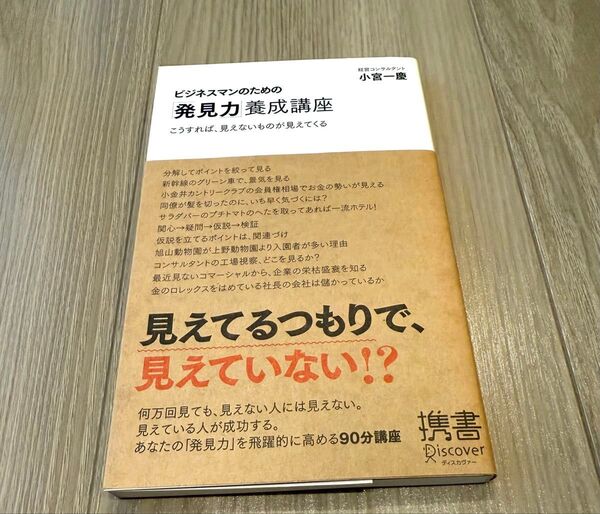 経営コンサルタント
小宮一慶
ビジネスマンのための
「発見力」養成講座
こうすれば、見えないものが見えてくる
分解してポイントを絞って見る
新幹線のグリーン車で、景気を見る
小金井カントリークラブの会員権相場でお金の勢いが見える
同僚が髪を切ったのに、いち早く気づくには？
サラダバーのプチトマトのへたを取ってあれば一流ホテル！
関心→疑問→仮説→検証
仮説を立てるポイントは、関連づけ
旭山動物園が上野動物園より入園者が多い理由
コンサルタントの工場視察、どこを見るか？
最近見ないコマーシャルから、企業の栄枯盛衰を知る
金のロレックスをはめている社長の会社は儲かっているか
見えてるつもりで、
見えていない！？
何万回見ても、見えない人には見えない。
見えている人が成功する。
あなたの「発見力」を飛躍的に高める90分講座
携書
Discover
ディスカヴァー